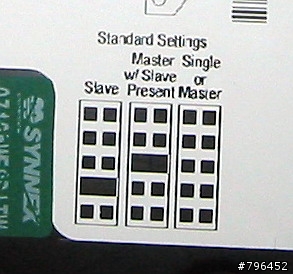 Standard Settings
Master Single
w/ Slave or
Slave Present Master
SYNNEX
#796452